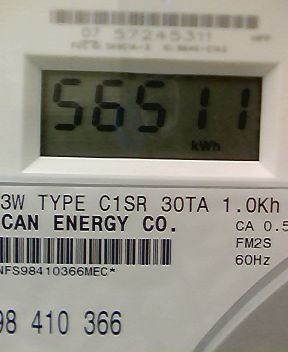 07 57245311
56511
kWh
3W TYPE C1SR 30TA 1.0Kh
CAN ENERGY CO.
CA 0.5
FM2S
NFS98410366MEC*
60Hz
98 410 366